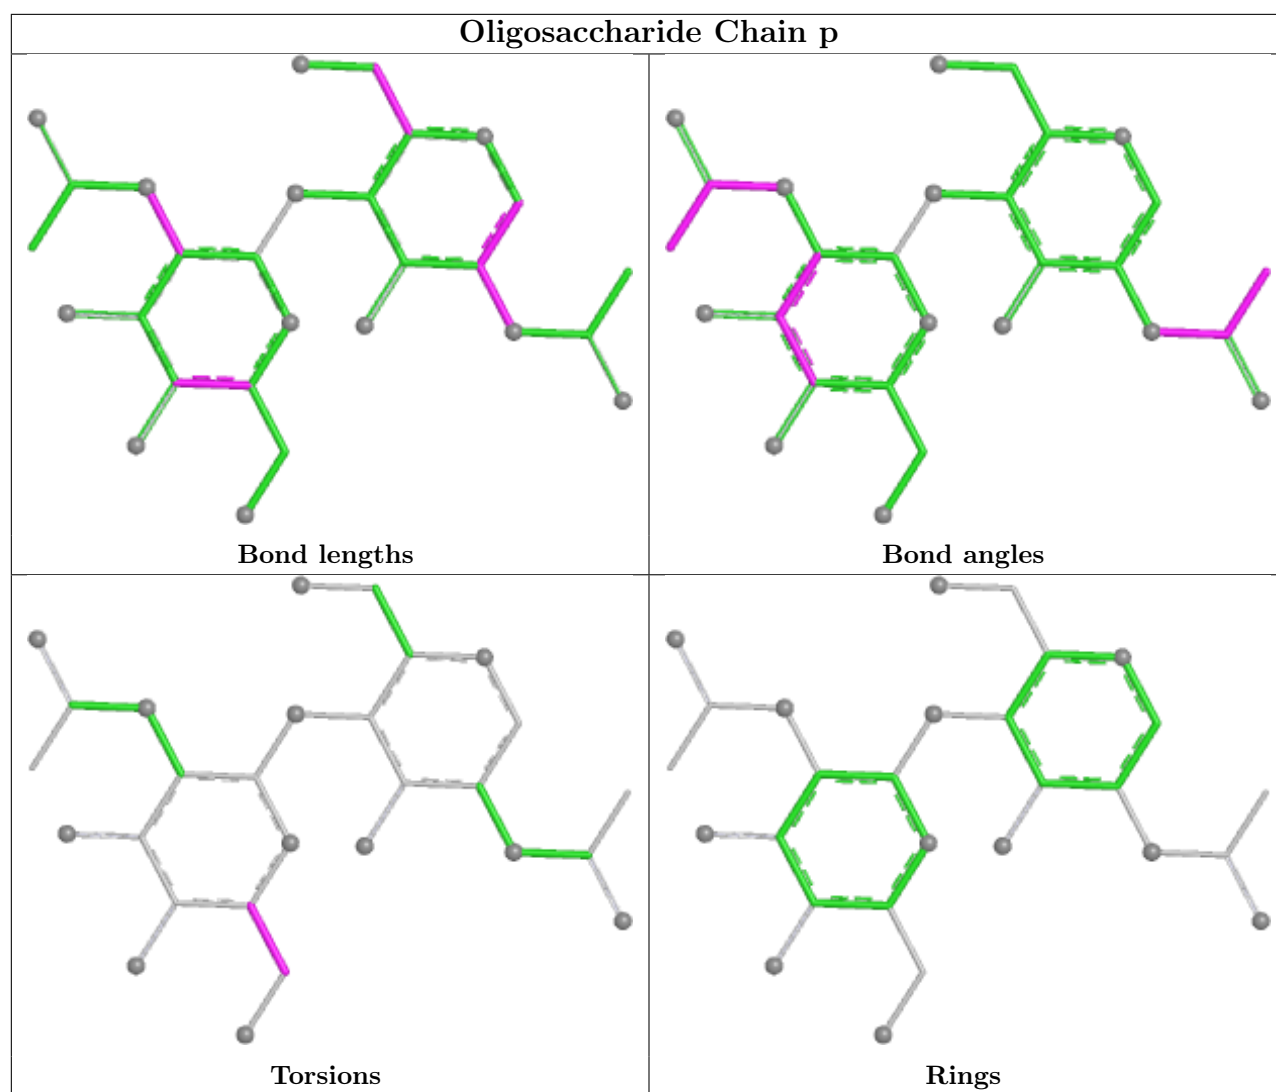 Oligosaccharide Chain p
Bond lengths
Bond angles
Torsions
Rings